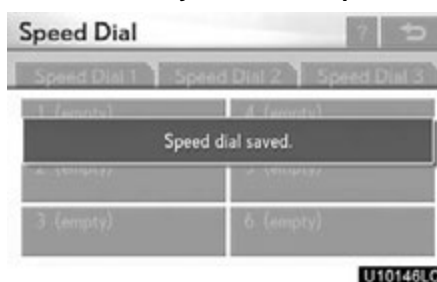 Speed Dial ?
Speed Dial 1 Speed Dial 2 Speed Dial 3
1 (empty) 4 (empty)
Speed dial saved.
2 (empty) 5 (empty)
3 (empty) 6 (empty)
U10146LC